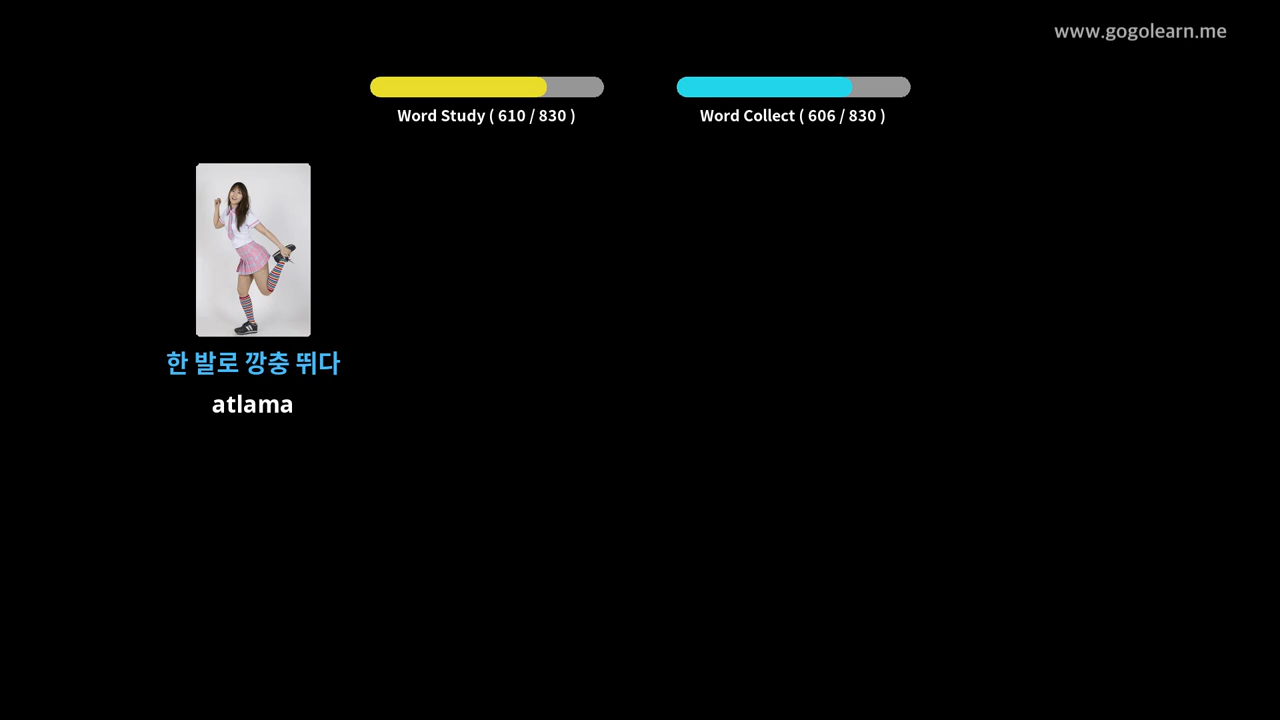 www.gogolearn.me
Word Study ( 610 / 830 )
Word Collect ( 606 / 830 )
한 발로 깡충 뛰다
atlama